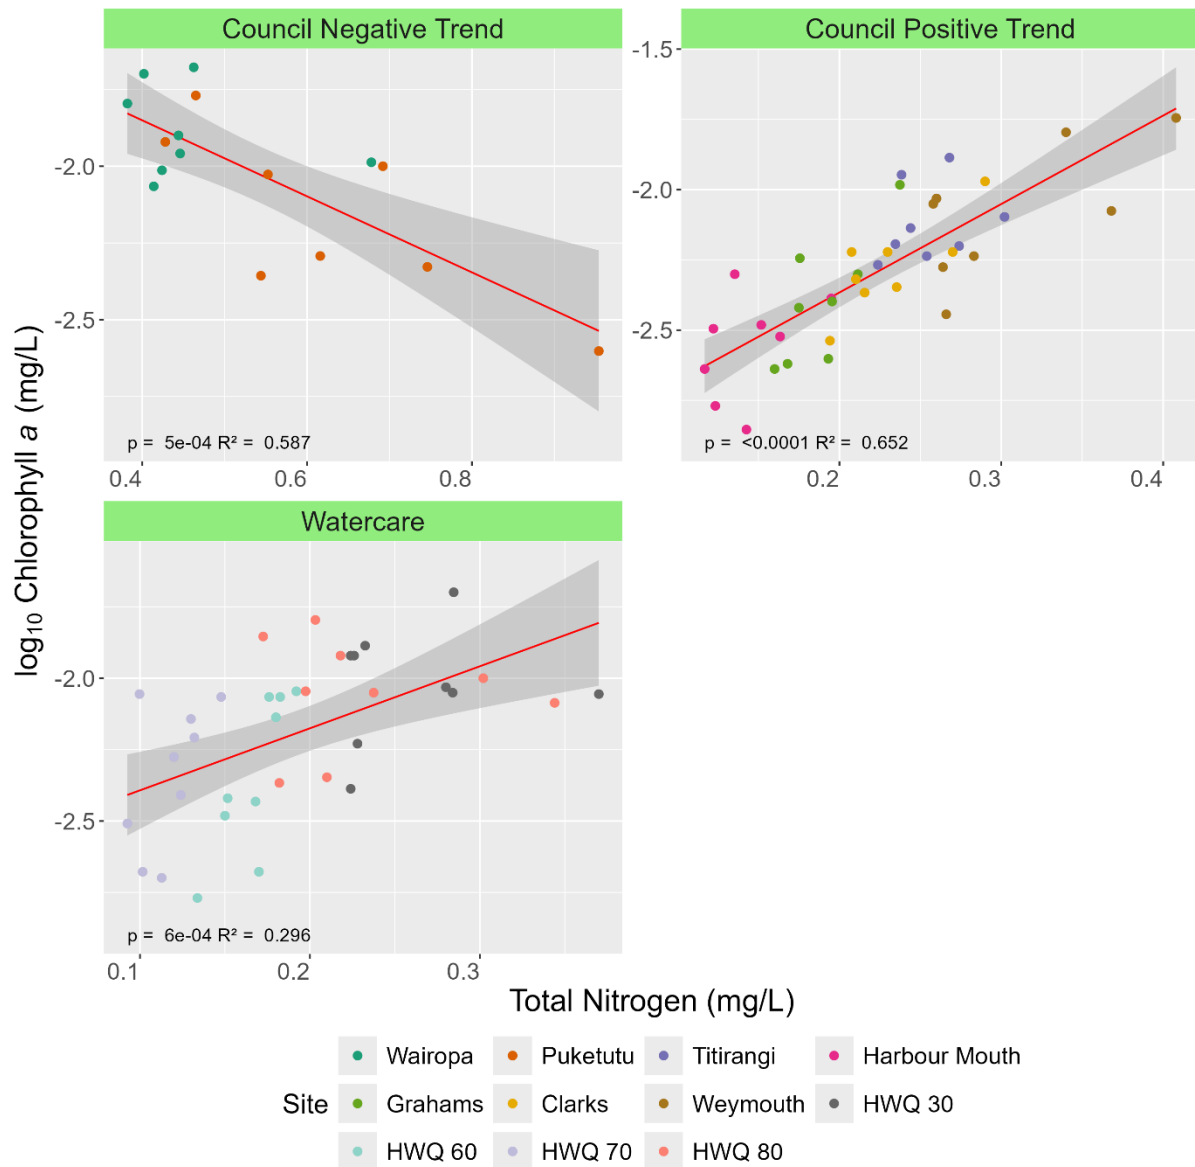 Council Negative Trend
Council Positive Trend
-2.0
-2.5
p = 5e-04 R² = 0.587
0.4 0.6 0.8
-1.5
-2.0
-2.5
p = <0.0001 R² = 0.652
0.2 0.3 0.4
log₁₀ Chlorophyll a (mg/L)
Watercare
-2.0
-2.5
p = 6e-04 R² = 0.296
0.1 0.2 0.3
Total Nitrogen (mg/L)
Site
Wairopa Puketutu Titirangi Harbour Mouth
Grahams Clarks Weymouth HWQ 30
HWQ 60 HWQ 70 HWQ 80